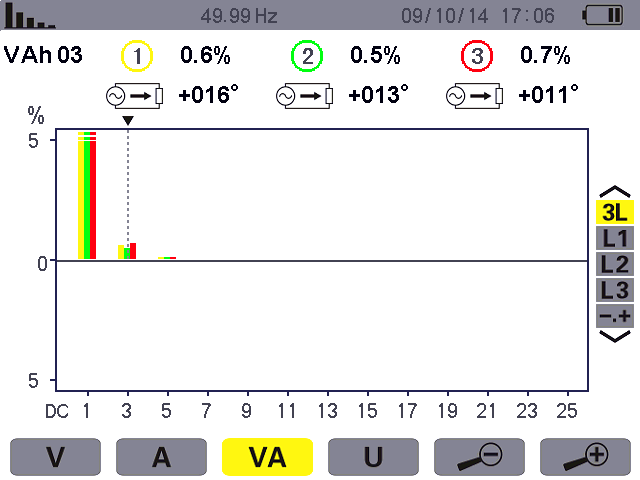 49.99 Hz 09/10/14 17:06
VAh 03 1 0.6% 2 0.5% 3 0.7%
+016° +013° +011°
%
5
3L
L1
0 L2
L3
-.+
5
DC 1 3 5 7 9 11 13 15 17 19 21 23 25
V A VA U